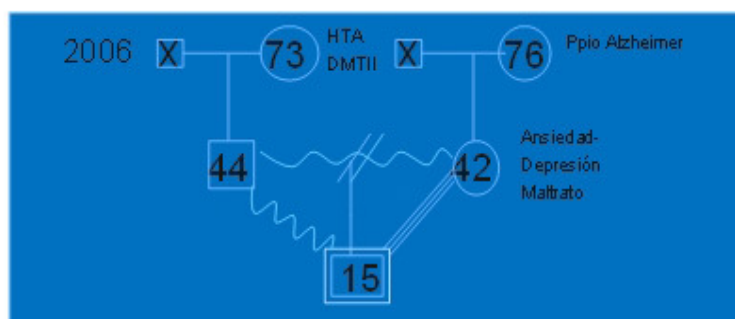 2006 X 73 HTA X 76 Ppio Alzheimer
DMTII
44 42 Ansiedad-
Depresión
Maltrato
15